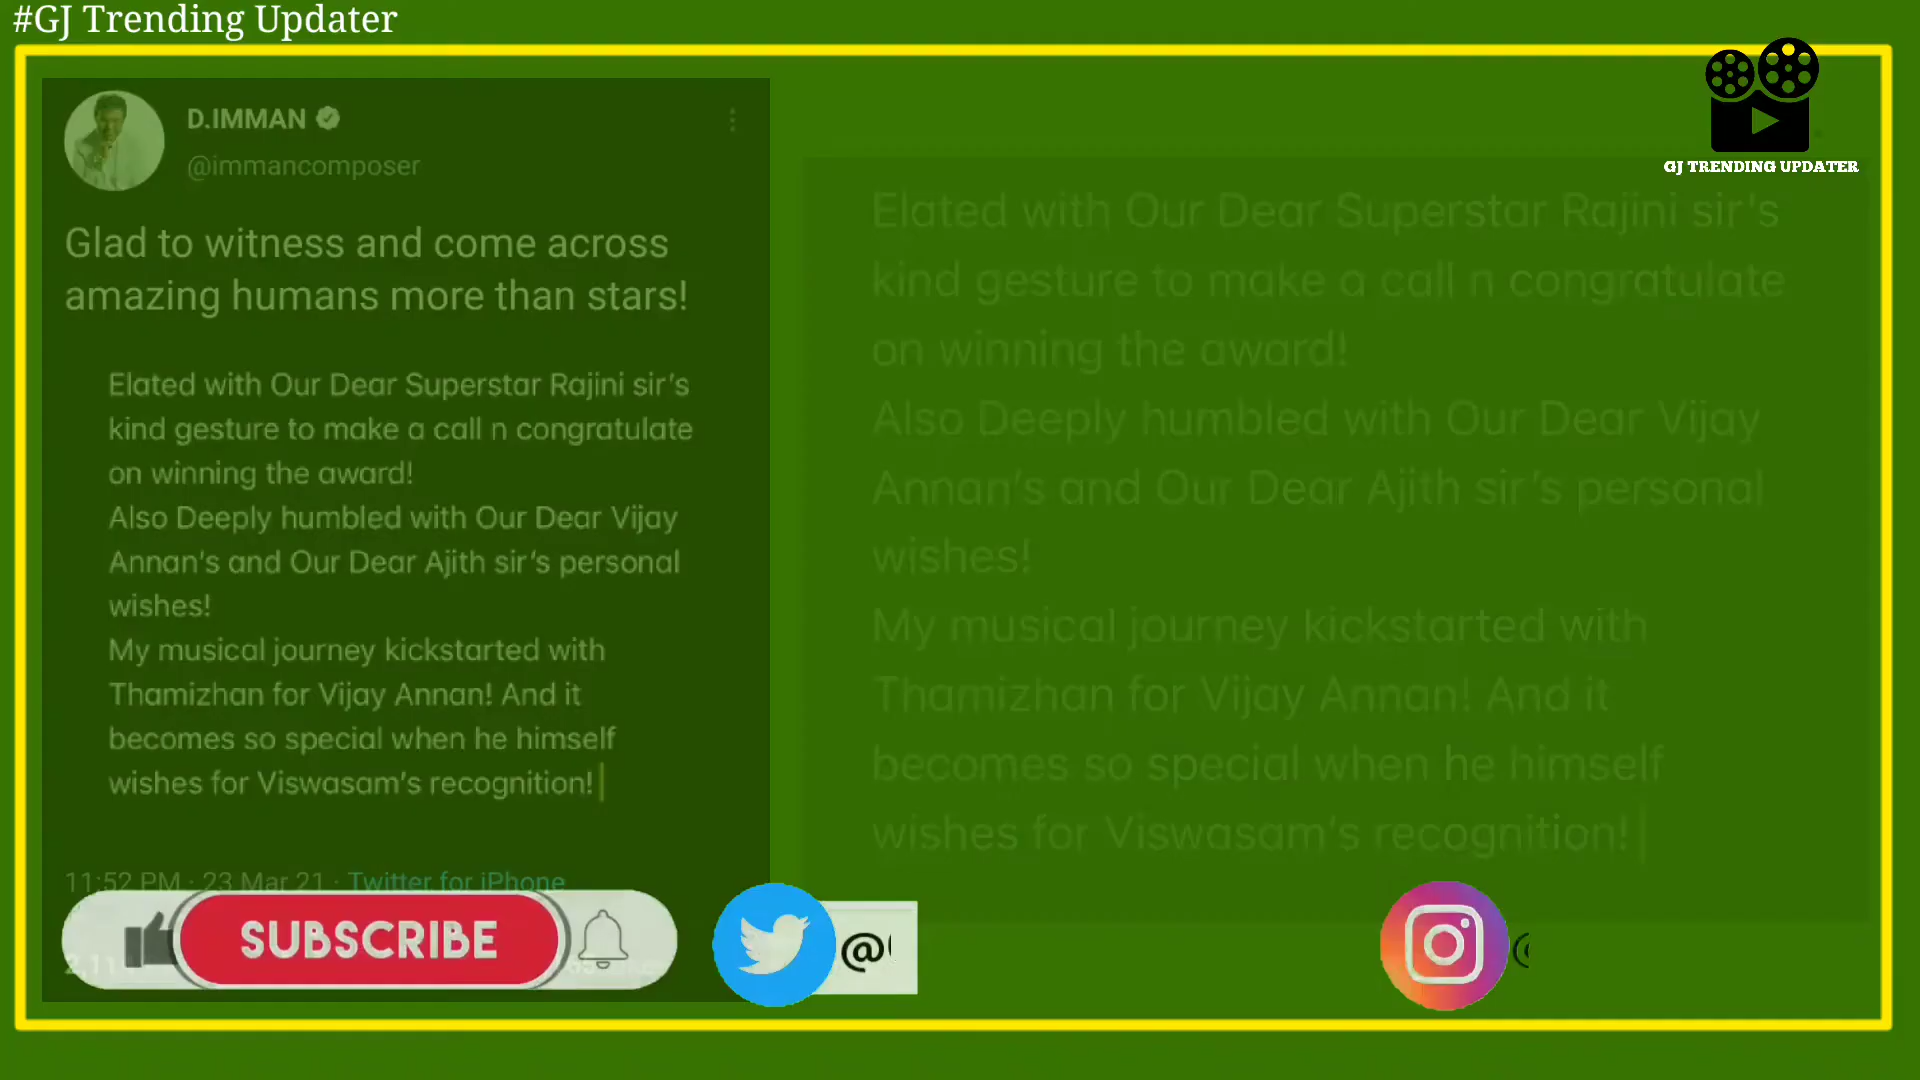 #GJ Trending Updater
D.IMMAN
@immancomposer
Glad to witness and come across
amazing humans more than stars!
Elated with Our Dear Superstar Rajini sir's
kind gesture to make a call n congratulate
on winning the award!
Also Deeply humbled with Our Dear Vijay
Annan's and Our Dear Ajith sir's personal
wishes!
My musical journey kickstarted with
Thamizhan for Vijay Annan! And it
becomes so special when he himself
wishes for Viswasam's recognition!
11:52 PM · 23 Mar 21 · Twitter for iPhone
SUBSCRIBE
GJ TRENDING UPDATER
Elated with Our Dear Superstar Rajini sir's
kind gesture to make a call n congratulate
on winning the award!
Also Deeply humbled with Our Dear Vijay
Annan's and Our Dear Ajith sir's personal
wishes!
My musical journey kickstarted with
Thamizhan for Vijay Annan! And it
becomes so special when he himself
wishes for Viswasam's recognition!
@